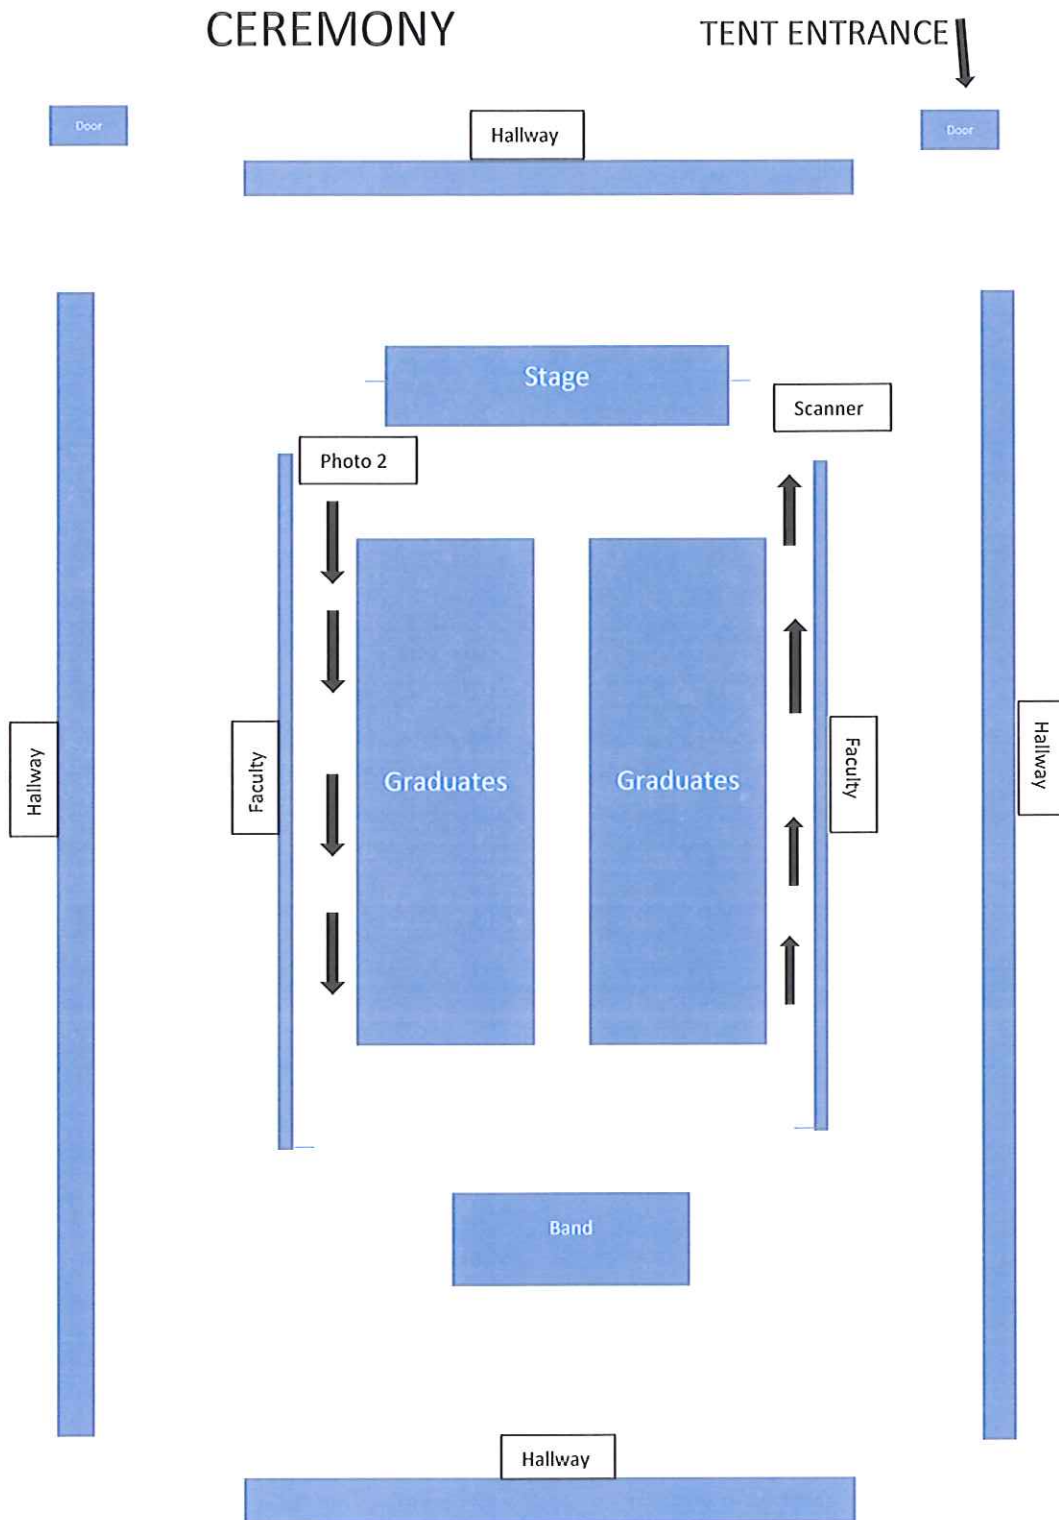 CEREMONY
TENT ENTRANCE
Door
Hallway
Door
Stage
Scanner
Photo 2
Hallway
Faculty
Graduates
Graduates
Faculty
Hallway
Band
Hallway